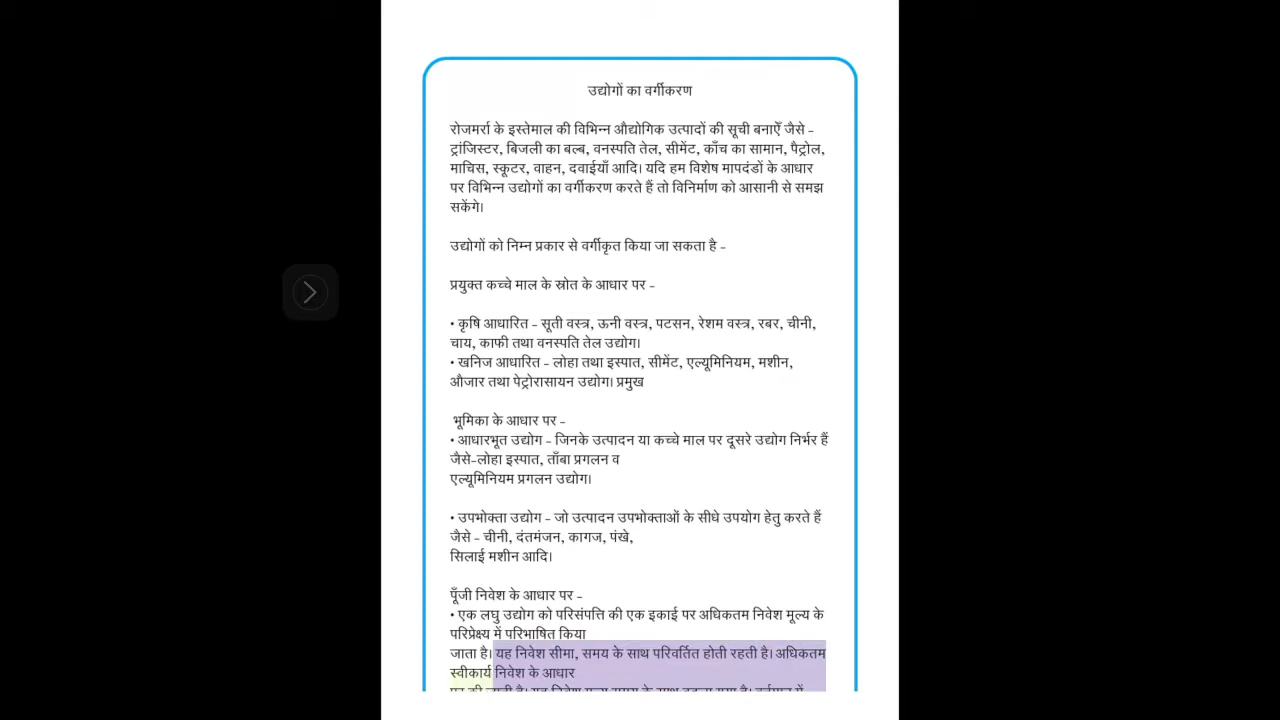 उद्योगों का वर्गीकरण
रोजमर्रा के इस्तेमाल की विभिन्न औद्योगिक उत्पादों की सूची बनाएँ जैसे -
ट्रांजिस्टर, बिजली का बल्ब, वनस्पति तेल, सीमेंट, काँच का सामान, पैट्रोल,
माचिस, स्कूटर, वाहन, दवाईयाँ आदि। यदि हम विशेष मापदंडों के आधार
पर विभिन्न उद्योगों का वर्गीकरण करते हैं तो विनिर्माण को आसानी से समझ
सकेंगे।
उद्योगों को निम्न प्रकार से वर्गीकृत किया जा सकता है -
प्रयुक्त कच्चे माल के स्रोत के आधार पर -
• कृषि आधारित - सूती वस्त्र, ऊनी वस्त्र, पटसन, रेशम वस्त्र, रबर, चीनी,
चाय, काफी तथा वनस्पति तेल उद्योग।
• खनिज आधारित - लोहा तथा इस्पात, सीमेंट, एल्यूमिनियम, मशीन,
औजार तथा पेट्रोरासायन उद्योग। प्रमुख
भूमिका के आधार पर -
• आधारभूत उद्योग - जिनके उत्पादन या कच्चे माल पर दूसरे उद्योग निर्भर हैं
जैसे-लोहा इस्पात, ताँबा प्रगलन व
एल्यूमिनियम प्रगलन उद्योग।
• उपभोक्ता उद्योग - जो उत्पादन उपभोक्ताओं के सीधे उपयोग हेतु करते हैं
जैसे - चीनी, दंतमंजन, कागज, पंखे,
सिलाई मशीन आदि।
पूँजी निवेश के आधार पर -
• एक लघु उद्योग को परिसंपत्ति की एक इकाई पर अधिकतम निवेश मूल्य के
परिप्रेक्ष्य में परिभाषित किया
जाता है। यह निवेश सीमा, समय के साथ परिवर्तित होती रहती है। अधिकतम
स्वीकार्य निवेश के आधार